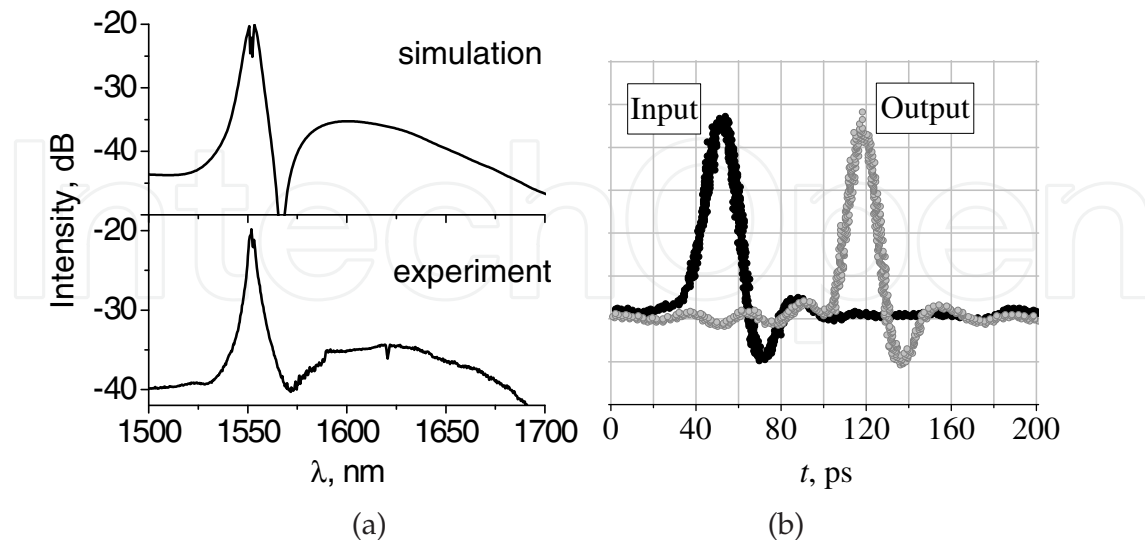 -20
-30
-40
simulation
-20
-30
-40
experiment
Intensity, dB
1500 1550 1600 1650 1700
λ, nm
(a)
Input
Output
0 40 80 120 160 200
t, ps
(b)
IntechOpen